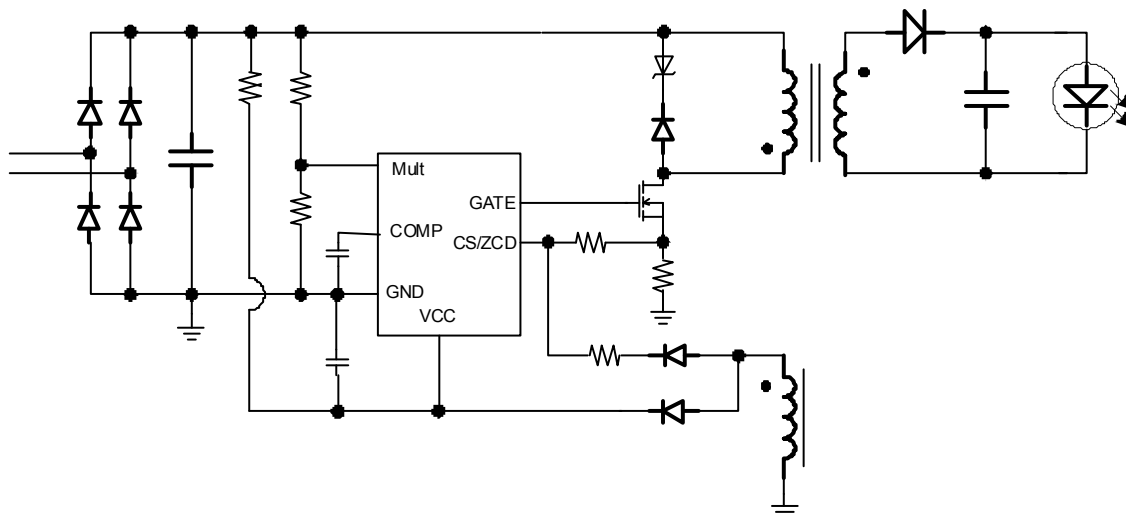 Mult
GATE
COMP
CS/ZCD
GND
VCC